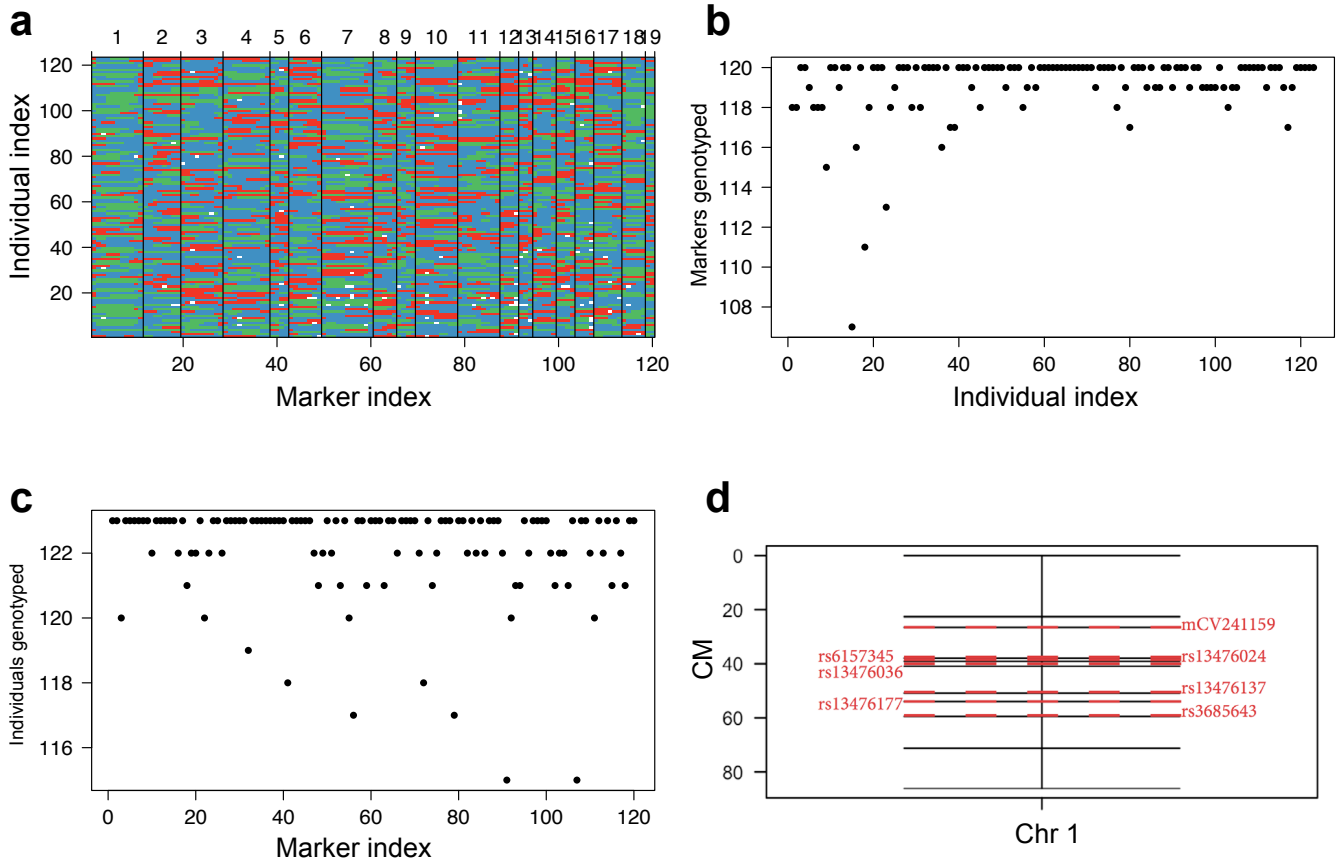 a
1 2 3 4 5 6 7 8 9 10 11 12 13 14 15 16 17 18 19
120
100
80
60
40
20
Individual index
20 40 60 80 100 120
Marker index
b
120
118
116
114
112
110
108
Markers genotyped
0 20 40 60 80 100 120
Individual index
c
122
120
118
116
Individuals genotyped
0 20 40 60 80 100 120
Marker index
d
0
20
40
60
80
CM
mCV241159
rs6157345
rs13476024
rs13476036
rs13476137
rs13476177
rs3685643
Chr 1